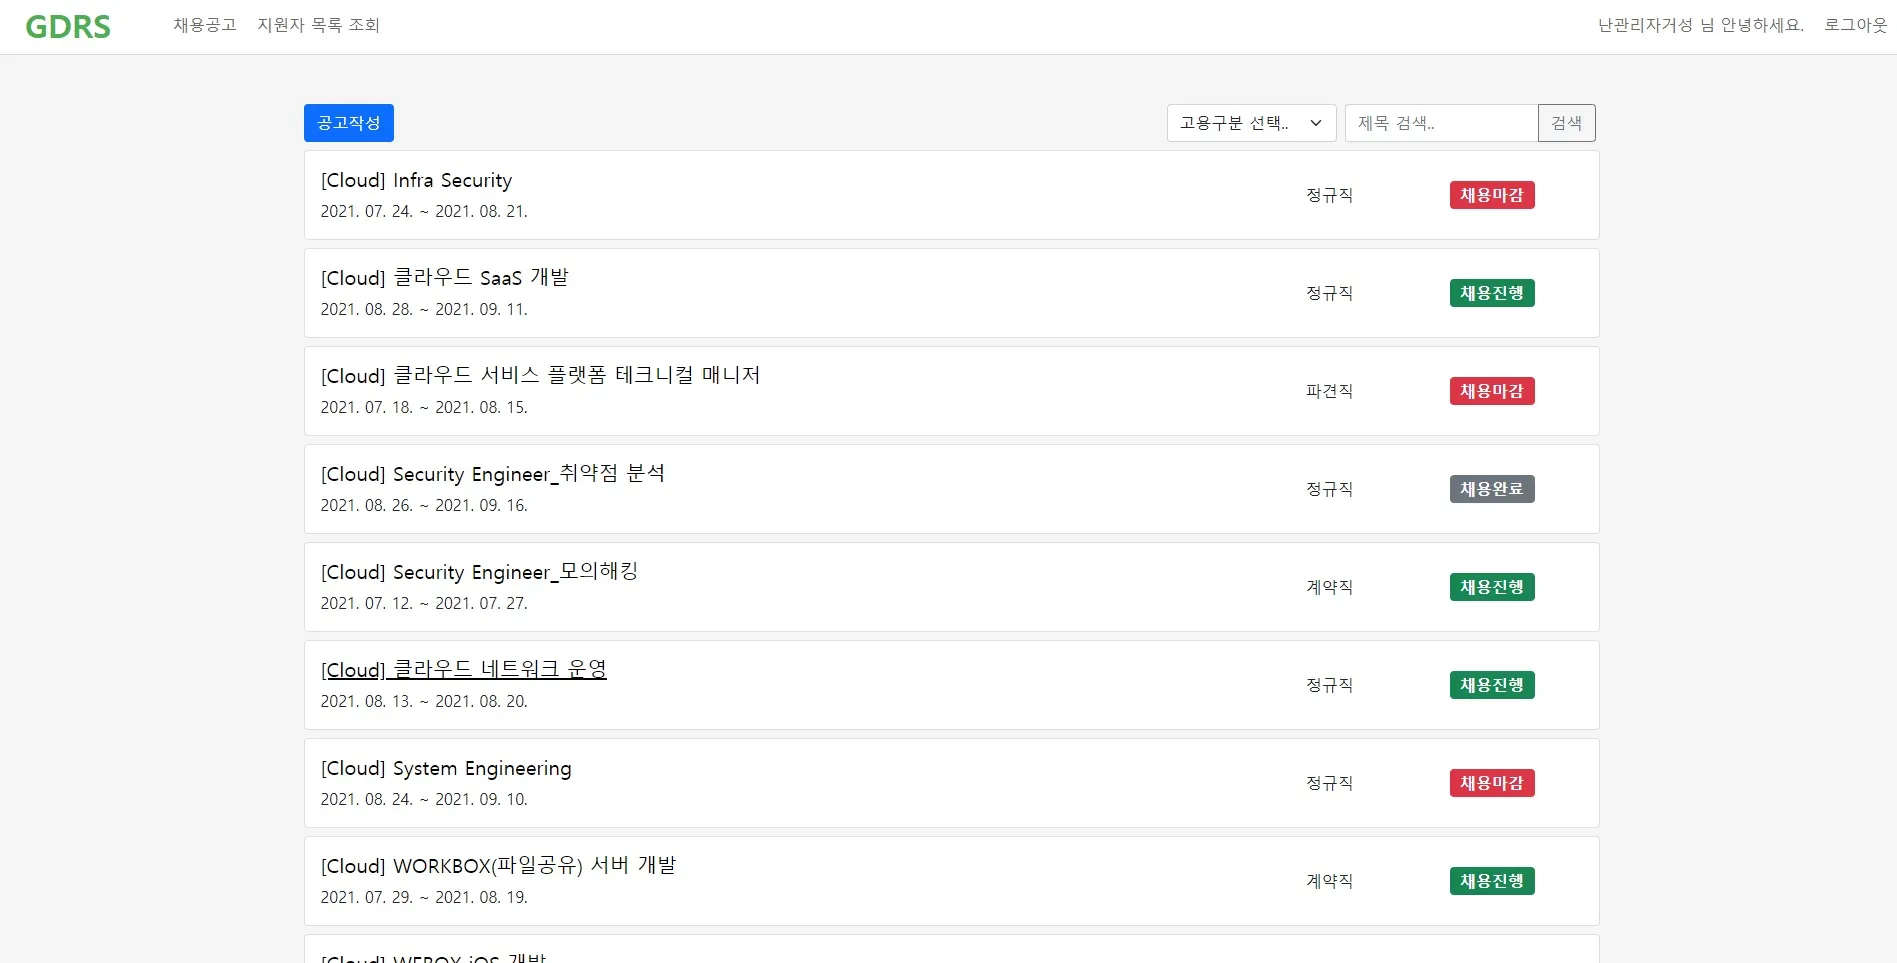 GDRS 채용공고 지원자 목록 조회 난관리자거성 님 안녕하세요. 로그아웃
공고작성 고용구분 선택.. 제목 검색.. 검색
[Cloud] Infra Security
2021. 07. 24. ~ 2021. 08. 21.
정규직 채용마감
[Cloud] 클라우드 SaaS 개발
2021. 08. 28. ~ 2021. 09. 11.
정규직 채용진행
[Cloud] 클라우드 서비스 플랫폼 테크니컬 매니저
2021. 07. 18. ~ 2021. 08. 15.
파견직 채용마감
[Cloud] Security Engineer_취약점 분석
2021. 08. 26. ~ 2021. 09. 16.
정규직 채용완료
[Cloud] Security Engineer_모의해킹
2021. 07. 12. ~ 2021. 07. 27.
계약직 채용진행
[Cloud] 클라우드 네트워크 운영
2021. 08. 13. ~ 2021. 08. 20.
정규직 채용진행
[Cloud] System Engineering
2021. 08. 24. ~ 2021. 09. 10.
정규직 채용마감
[Cloud] WORKBOX(파일공유) 서버 개발
2021. 07. 29. ~ 2021. 08. 19.
계약직 채용진행
[Cloud] WEBOX iOS 개발